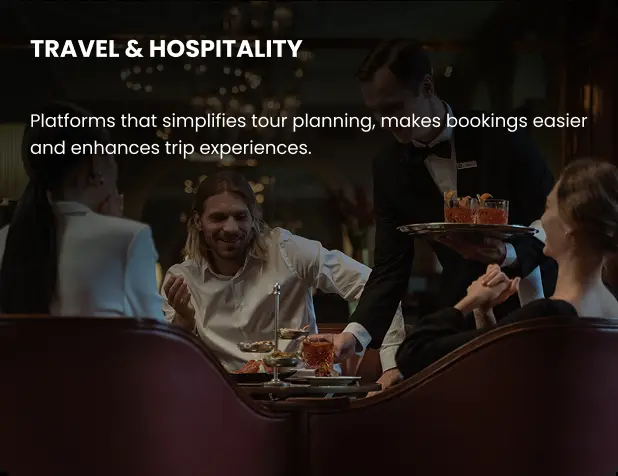 TRAVEL & HOSPITALITY
Platforms that simplifies tour planning, makes bookings easier
and enhances trip experiences.